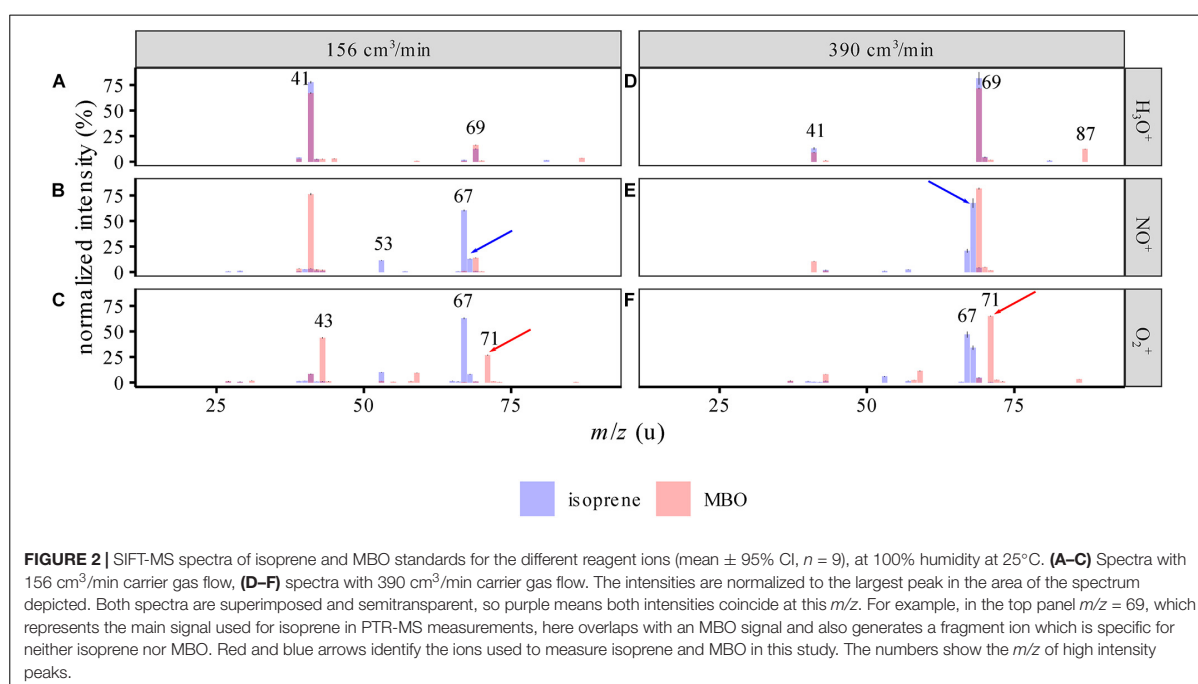 156 cm³/min
390 cm³/min
A
41
69
75
50
25
0
D
69
41
87
H₃O⁺
B
67
53
75
50
25
0
E
NO⁺
C
67
43
71
75
50
25
0
F
67
71
O₂⁺
normalized intensity (%)
25
50
75
25
50
75
m/z (u)
isoprene
MBO
FIGURE 2 | SIFT-MS spectra of isoprene and MBO standards for the different reagent ions (mean ± 95% CI, n = 9), at 100% humidity at 25°C. (A–C) Spectra with
156 cm³/min carrier gas flow, (D–F) spectra with 390 cm³/min carrier gas flow. The intensities are normalized to the largest peak in the area of the spectrum
depicted. Both spectra are superimposed and semitransparent, so purple means both intensities coincide at this m/z. For example, in the top panel m/z = 69, which
represents the main signal used for isoprene in PTR-MS measurements, here overlaps with an MBO signal and also generates a fragment ion which is specific for
neither isoprene nor MBO. Red and blue arrows identify the ions used to measure isoprene and MBO in this study. The numbers show the m/z of high intensity
peaks.